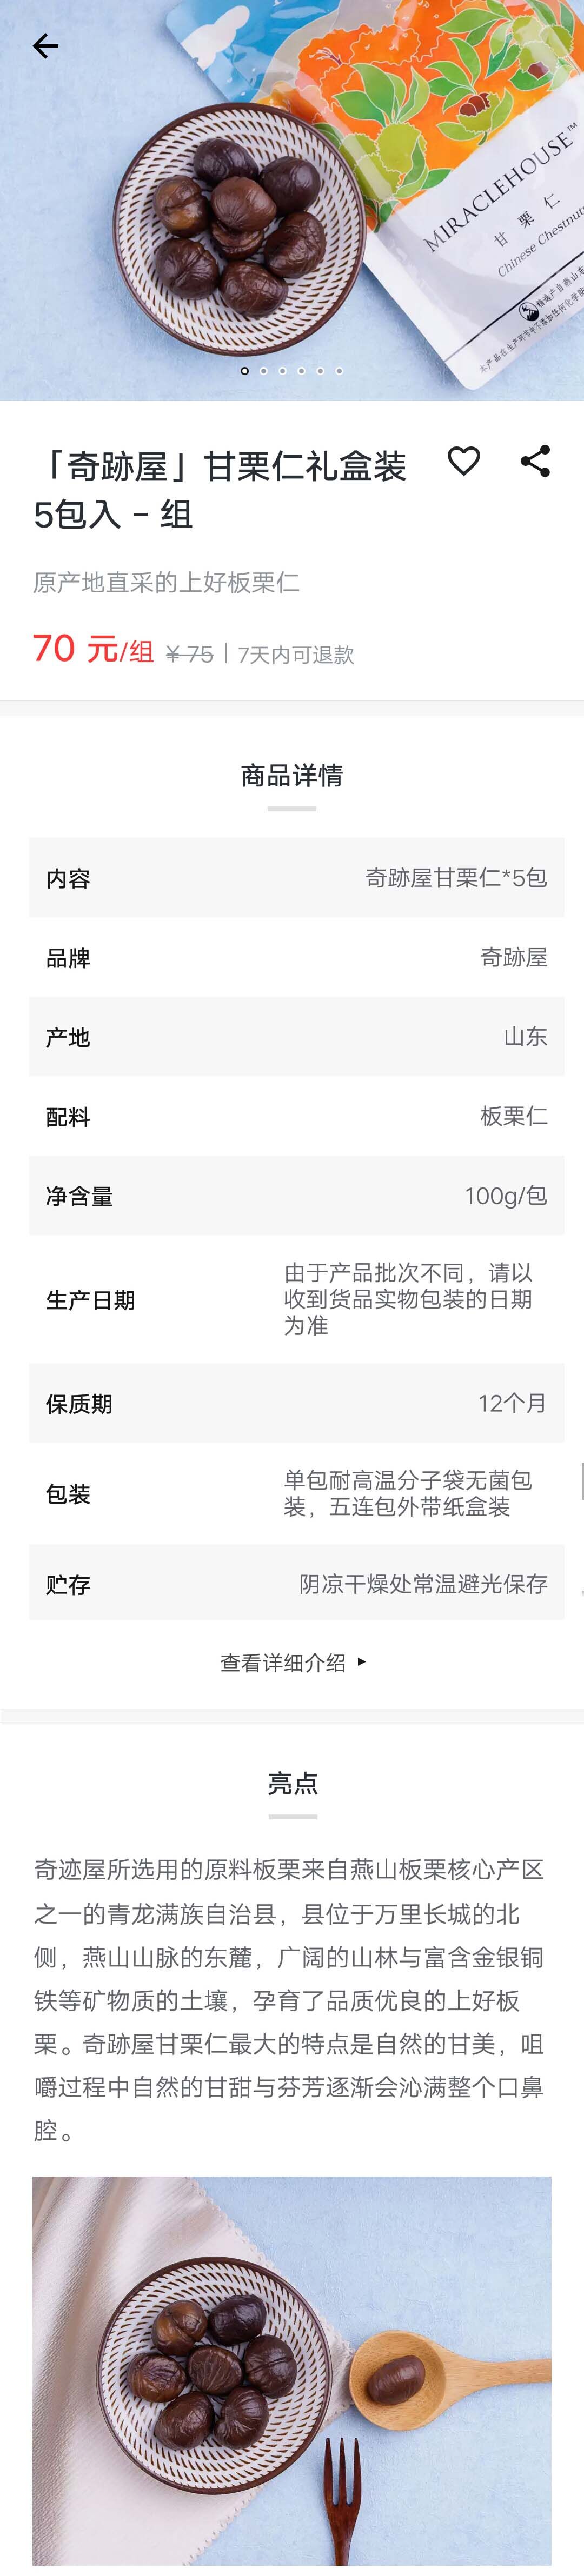 MIRACLEHOUSE™
甘栗仁
Chinese Chestnuts
「奇跡屋」甘栗仁礼盒装
5包入 - 组
原产地直采的上好板栗仁
70 元/组 ¥ 75 | 7天内可退款
商品详情
内容 奇跡屋甘栗仁*5包
品牌 奇跡屋
产地 山东
配料 板栗仁
净含量 100g/包
生产日期 由于产品批次不同，请以
收到货品实物包装的日期
为准
保质期 12个月
包装 单包耐高温分子袋无菌包
装，五连包外带纸盒装
贮存 阴凉干燥处常温避光保存
查看详细介绍 ▶
亮点
奇迹屋所选用的原料板栗来自燕山板栗核心产区
之一的青龙满族自治县，县位于万里长城的北
侧，燕山山脉的东麓，广阔的山林与富含金银铜
铁等矿物质的土壤，孕育了品质优良的上好板
栗。奇跡屋甘栗仁最大的特点是自然的甘美，咀
嚼过程中自然的甘甜与芬芳逐渐会沁满整个口鼻
腔。